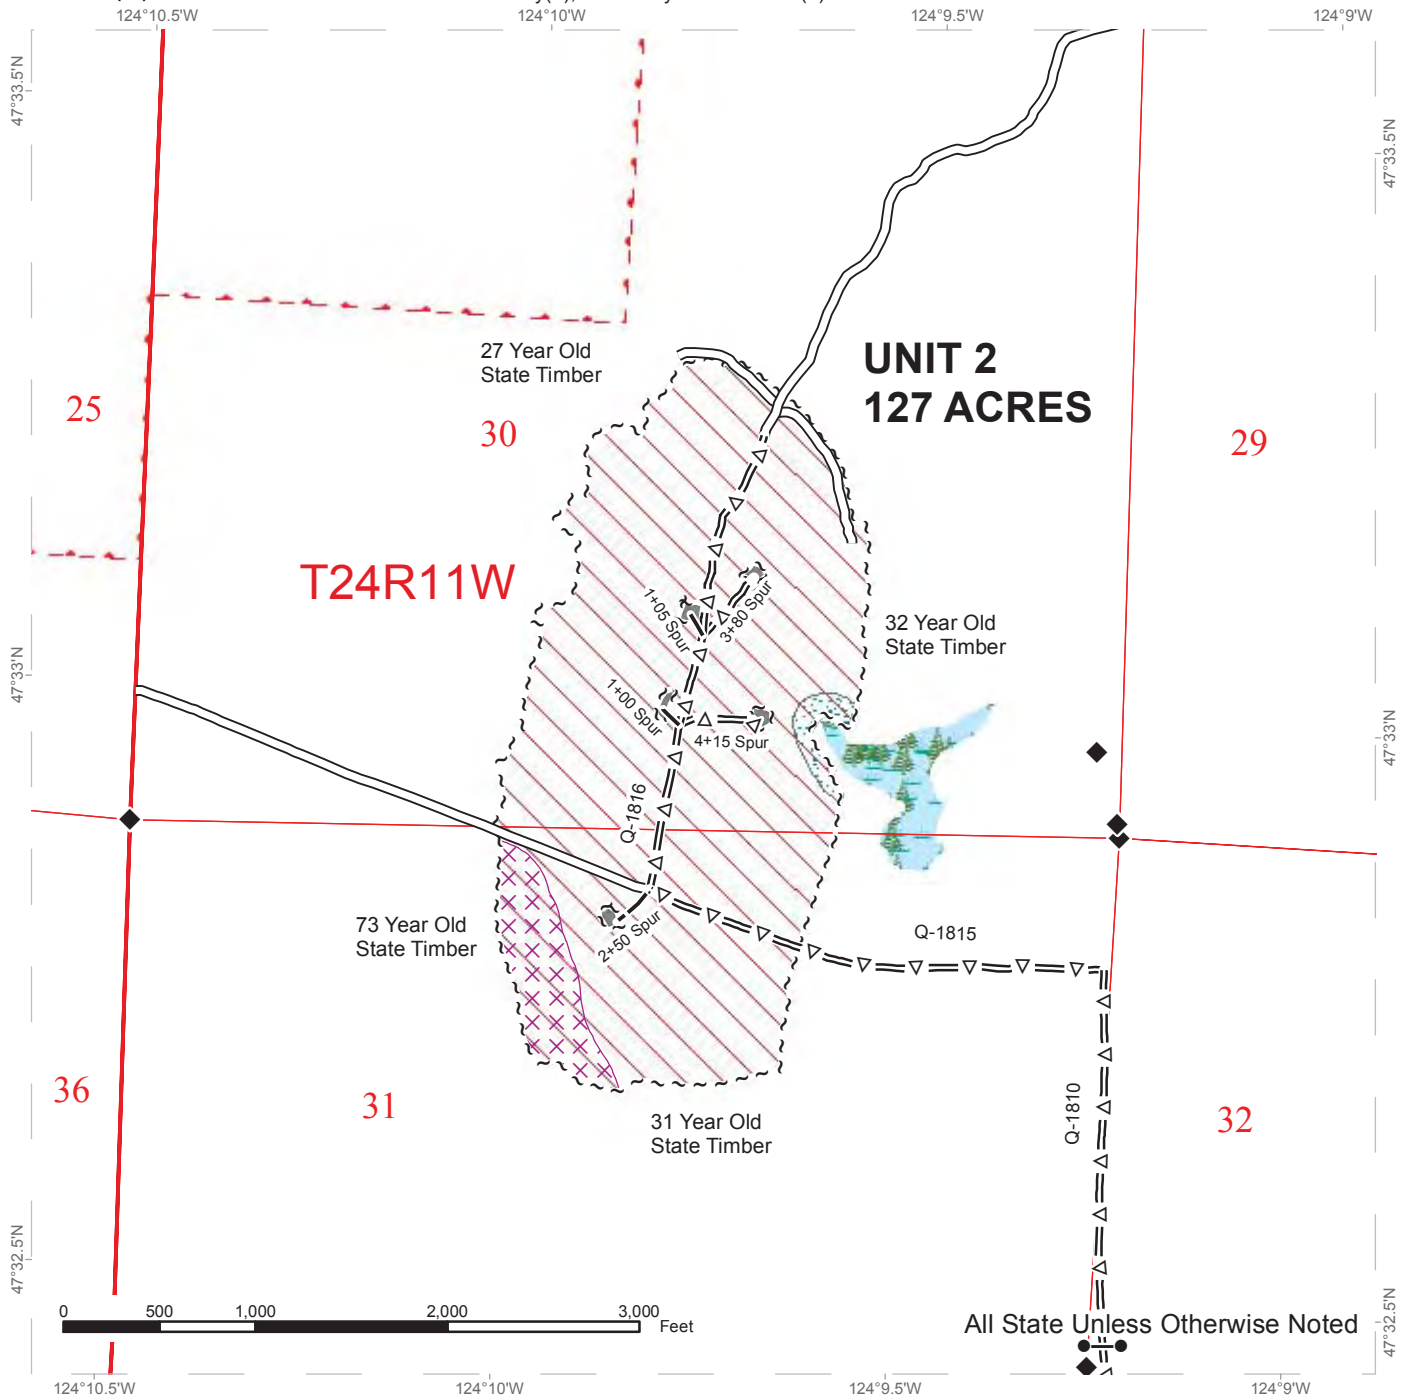 124°10.5'W
124°10'W
124°9.5'W
124°9'W
47°33.5'N
47°33.5'N
27 Year Old
State Timber
UNIT 2
127 ACRES
25
30
29
T24R11W
1+05 Spur
3+80 Spur
32 Year Old
State Timber
47°33'N
47°33'N
1+00 Spur
4+15 Spur
Q-1816
73 Year Old
State Timber
2+50 Spur
Q-1815
36
31
31 Year Old
State Timber
Q-1810
32
47°32.5'N
47°32.5'N
0
500
1,000
2,000
3,000
Feet
All State Unless Otherwise Noted
124°10.5'W
124°10'W
124°9.5'W
124°9'W